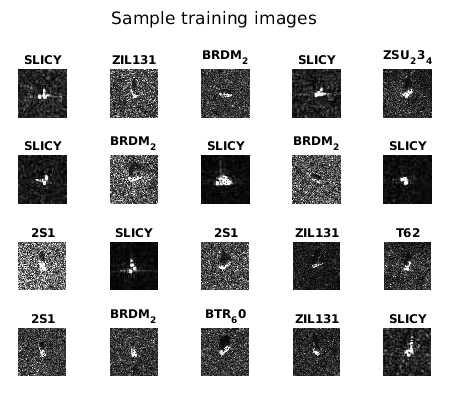 Sample training images
SLICY ZIL131 BRDM₂ SLICY ZSU₂3₄
SLICY BRDM₂ SLICY BRDM₂ SLICY
2S1 SLICY 2S1 ZIL131 T62
2S1 BRDM₂ BTR₆0 ZIL131 SLICY